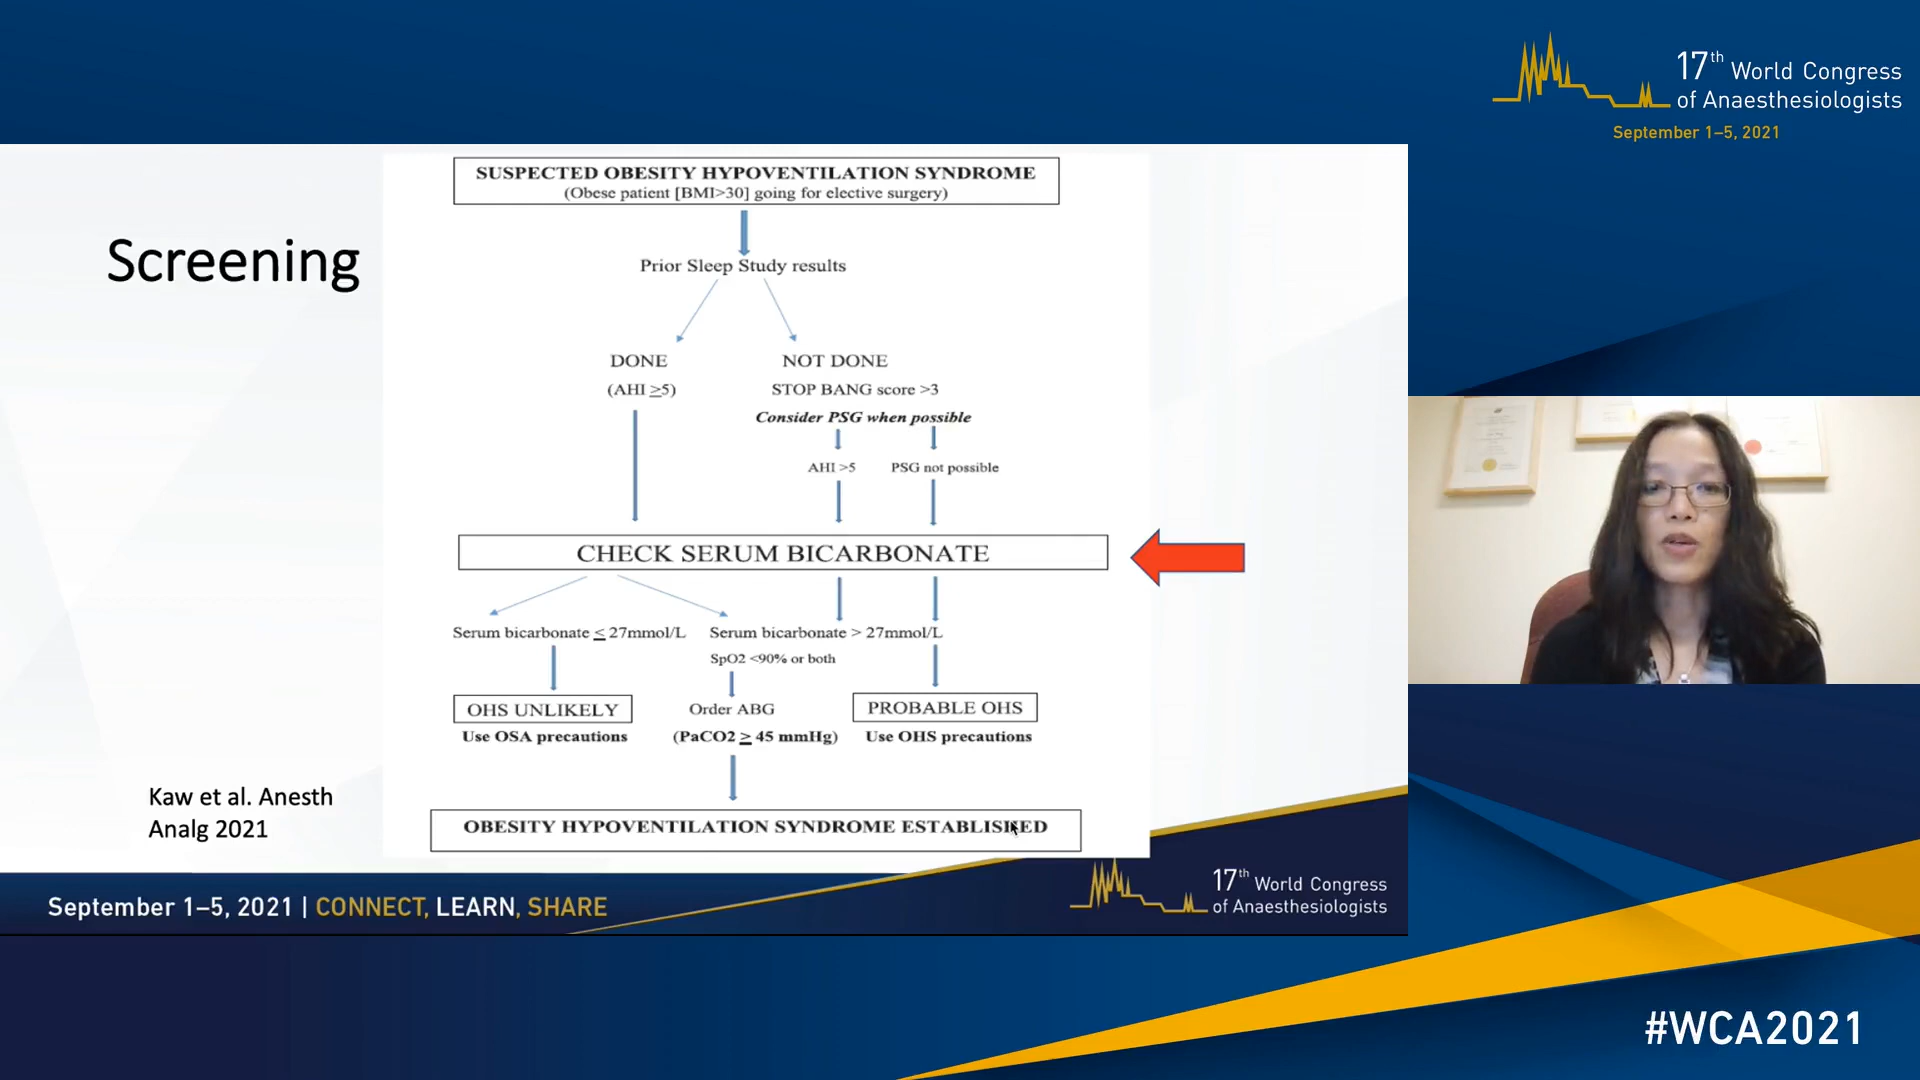 17th World Congress
of Anaesthesiologists
September 1–5, 2021
Screening
SUSPECTED OBESITY HYPOVENTILATION SYNDROME
(Obese patient [BMI>30] going for elective surgery)
Prior Sleep Study results
DONE
NOT DONE
(AHI ≥5)
STOP BANG score >3
Consider PSG when possible
AHI >5
PSG not possible
CHECK SERUM BICARBONATE
Serum bicarbonate ≤ 27mmol/L
Serum bicarbonate > 27mmol/L
SpO2 <90% or both
OHS UNLIKELY
Order ABG
PROBABLE OHS
Use OSA precautions
(PaCO2 ≥ 45 mmHg)
Use OHS precautions
OBESITY HYPOVENTILATION SYNDROME ESTABLISHED
Kaw et al. Anesth
Analg 2021
September 1–5, 2021 | CONNECT, LEARN, SHARE
17th World Congress
of Anaesthesiologists
#WCA2021